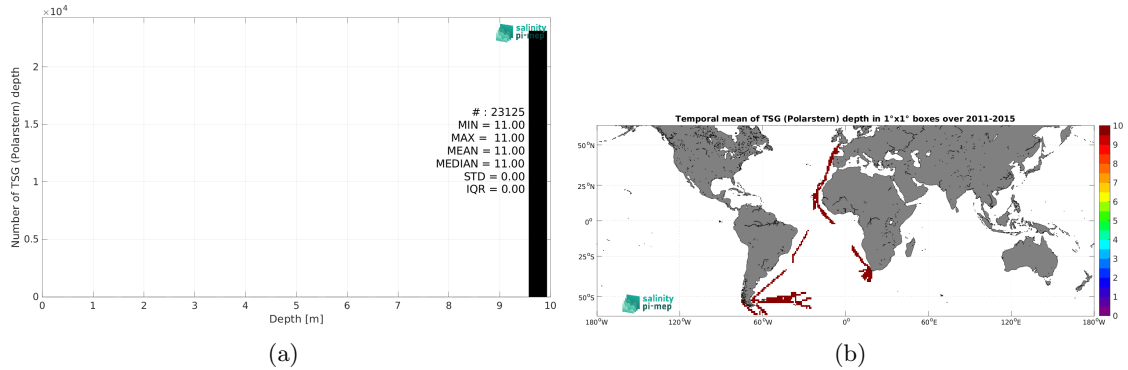 ×10⁴
2
1.5
1
0.5
0
Number of TSG (Polarstern) depth
salinity
pi-mep
# : 23125
MIN = 11.00
MAX = 11.00
MEAN = 11.00
MEDIAN = 11.00
STD = 0.00
IQR = 0.00
0 1 2 3 4 5 6 7 8 9 10
Depth [m]
(a)
Temporal mean of TSG (Polarstern) depth in 1°x1° boxes over 2011-2015
50°N
25°N
0°
25°S
50°S
salinity
pi-mep
180°W 120°W 60°W 0° 60°E 120°E 180°W
10
9
8
7
6
5
4
3
2
1
0
(b)